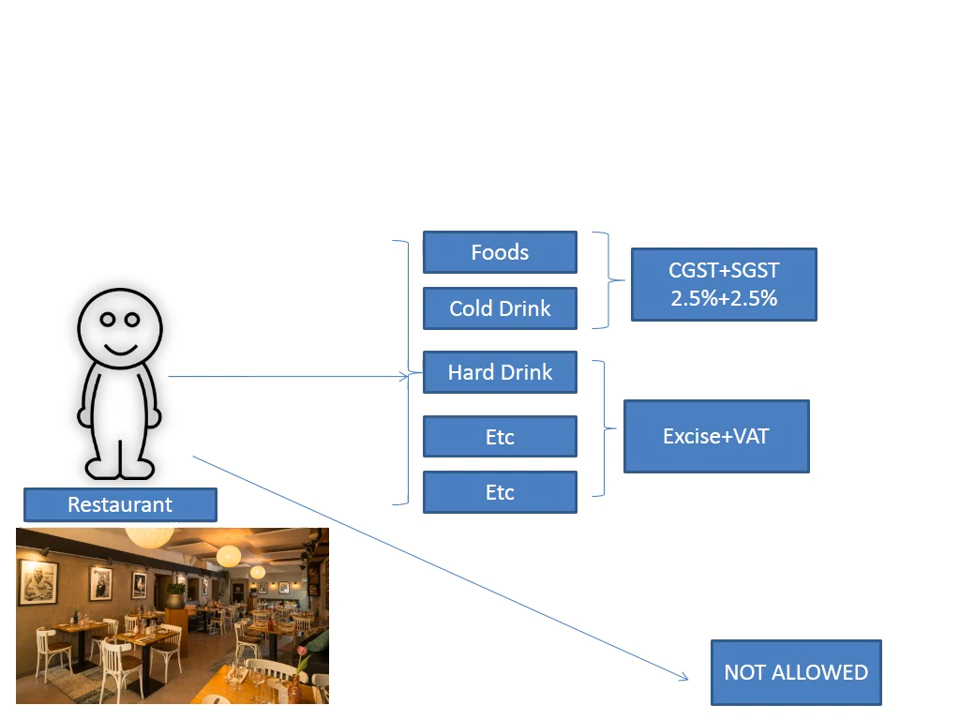 Foods
Cold Drink
Hard Drink
Etc
Etc
CGST+SGST
2.5%+2.5%
Excise+VAT
Restaurant
NOT ALLOWED